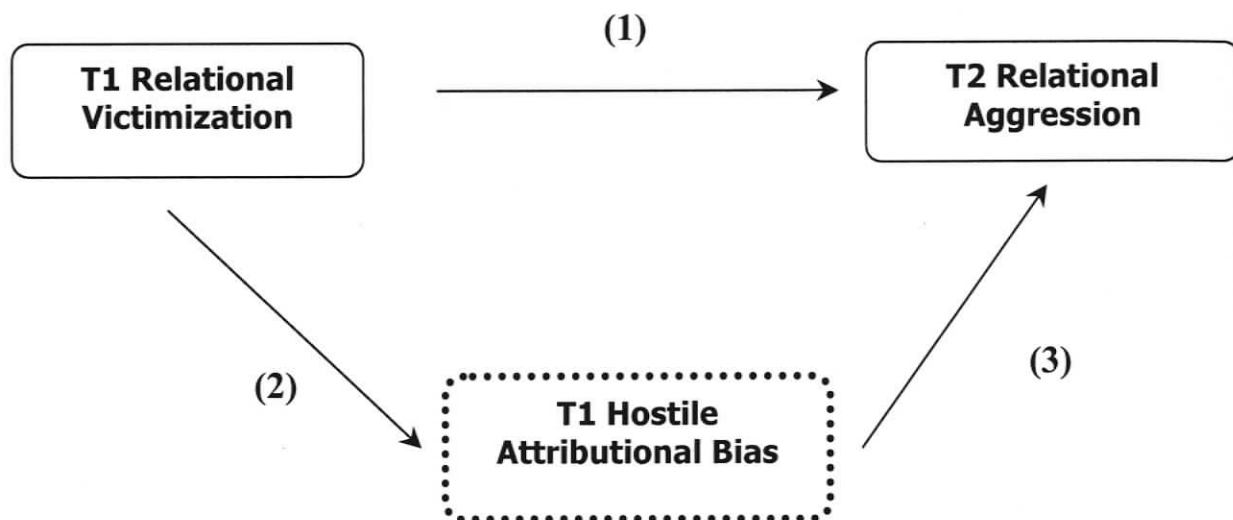 (1)
T1 Relational
Victimization
T2 Relational
Aggression
(2)
(3)
T1 Hostile
Attributional Bias